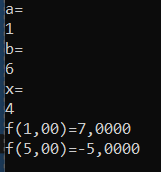 a=
1
b=
6
x=
4
f(1,00)=7,0000
f(5,00)=-5,0000